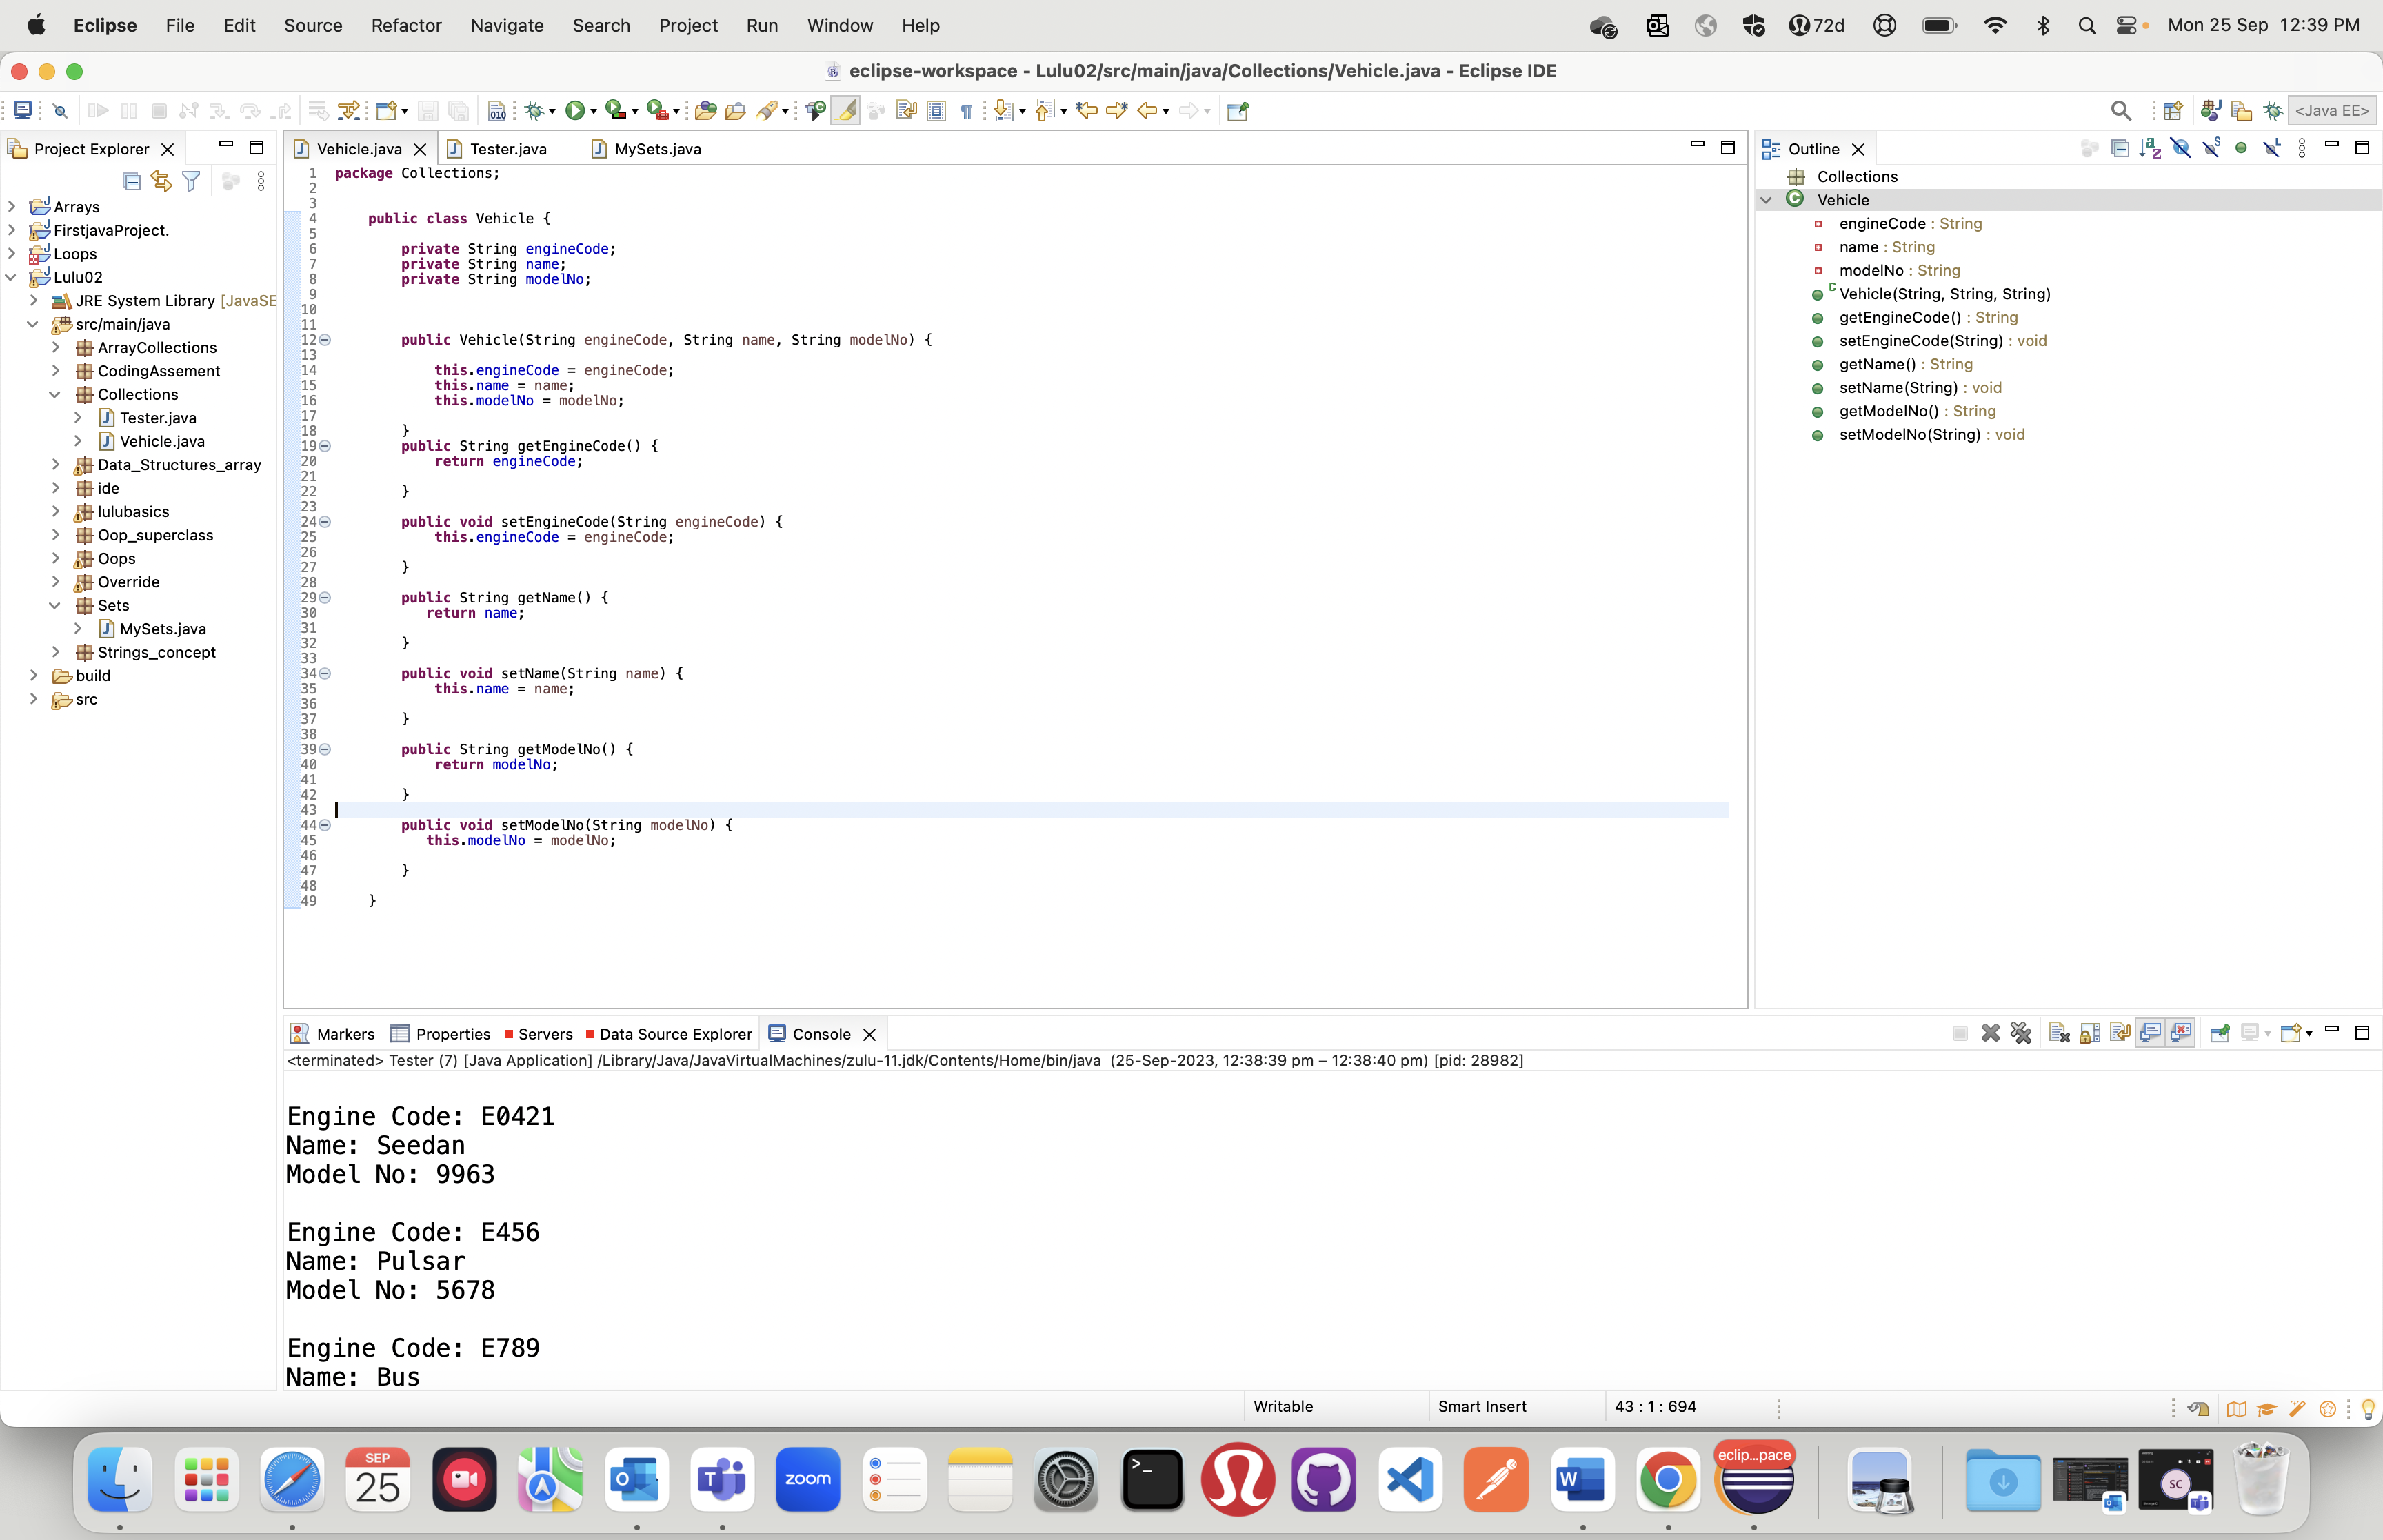 Eclipse File Edit Source Refactor Navigate Search Project Run Window Help 72d Mon 25 Sep 12:39 PM
eclipse-workspace - Lulu02/src/main/java/Collections/Vehicle.java - Eclipse IDE
010 <Java EE>
Project Explorer
Arrays
FirstjavaProject.
Loops
Lulu02
JRE System Library [JavaSE
src/main/java
ArrayCollections
CodingAssement
Collections
Tester.java
Vehicle.java
Data_Structures_array
ide
lulubasics
Oop_superclass
Oops
Override
Sets
MySets.java
Strings_concept
build
src
Vehicle.java Tester.java MySets.java
1 package Collections;
2
3
4 public class Vehicle {
5
6 private String engineCode;
7 private String name;
8 private String modelNo;
9
10
11
12 public Vehicle(String engineCode, String name, String modelNo) {
13
14 this.engineCode = engineCode;
15 this.name = name;
16 this.modelNo = modelNo;
17
18 }
19 public String getEngineCode() {
20 return engineCode;
21
22 }
23
24 public void setEngineCode(String engineCode) {
25 this.engineCode = engineCode;
26
27 }
28
29 public String getName() {
30 return name;
31
32 }
33
34 public void setName(String name) {
35 this.name = name;
36
37 }
38
39 public String getModelNo() {
40 return modelNo;
41
42 }
43
44 public void setModelNo(String modelNo) {
45 this.modelNo = modelNo;
46
47 }
48
49 }
Outline
Collections
Vehicle
engineCode : String
name : String
modelNo : String
Vehicle(String, String, String)
getEngineCode() : String
setEngineCode(String) : void
getName() : String
setName(String) : void
getModelNo() : String
setModelNo(String) : void
Markers Properties Servers Data Source Explorer Console
<terminated> Tester (7) [Java Application] /Library/Java/JavaVirtualMachines/zulu-11.jdk/Contents/Home/bin/java (25-Sep-2023, 12:38:39 pm – 12:38:40 pm) [pid: 28982]
Engine Code: E0421
Name: Seedan
Model No: 9963
Engine Code: E456
Name: Pulsar
Model No: 5678
Engine Code: E789
Name: Bus
Writable Smart Insert 43 : 1 : 694
SEP
25
zoom
eclip...pace
SC